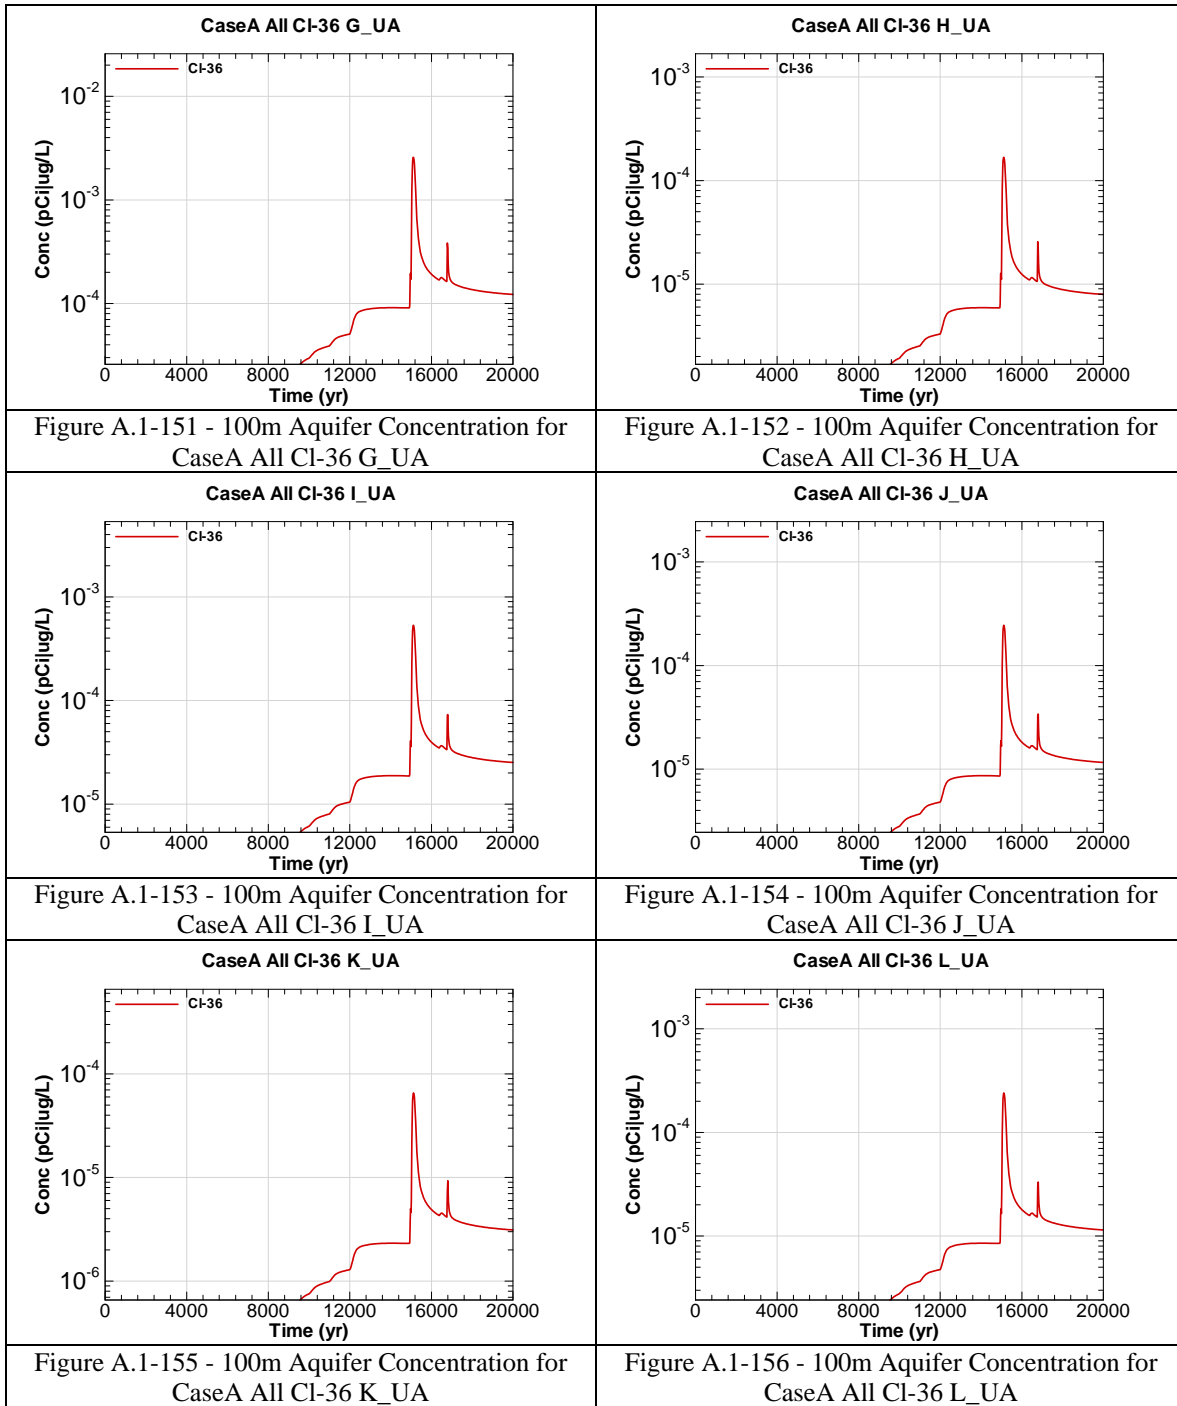 CaseA All Cl-36 G_UA
Cl-36
10-2
10-3
10-4
Conc (pCi|ug/L)
0 4000 8000 12000 16000 20000
Time (yr)
Figure A.1-151 - 100m Aquifer Concentration for
CaseA All Cl-36 G_UA
CaseA All Cl-36 H_UA
Cl-36
10-3
10-4
10-5
Conc (pCi|ug/L)
0 4000 8000 12000 16000 20000
Time (yr)
Figure A.1-152 - 100m Aquifer Concentration for
CaseA All Cl-36 H_UA
CaseA All Cl-36 I_UA
Cl-36
10-3
10-4
10-5
Conc (pCi|ug/L)
0 4000 8000 12000 16000 20000
Time (yr)
Figure A.1-153 - 100m Aquifer Concentration for
CaseA All Cl-36 I_UA
CaseA All Cl-36 J_UA
Cl-36
10-3
10-4
10-5
Conc (pCi|ug/L)
0 4000 8000 12000 16000 20000
Time (yr)
Figure A.1-154 - 100m Aquifer Concentration for
CaseA All Cl-36 J_UA
CaseA All Cl-36 K_UA
Cl-36
10-4
10-5
10-6
Conc (pCi|ug/L)
0 4000 8000 12000 16000 20000
Time (yr)
Figure A.1-155 - 100m Aquifer Concentration for
CaseA All Cl-36 K_UA
CaseA All Cl-36 L_UA
Cl-36
10-3
10-4
10-5
Conc (pCi|ug/L)
0 4000 8000 12000 16000 20000
Time (yr)
Figure A.1-156 - 100m Aquifer Concentration for
CaseA All Cl-36 L_UA